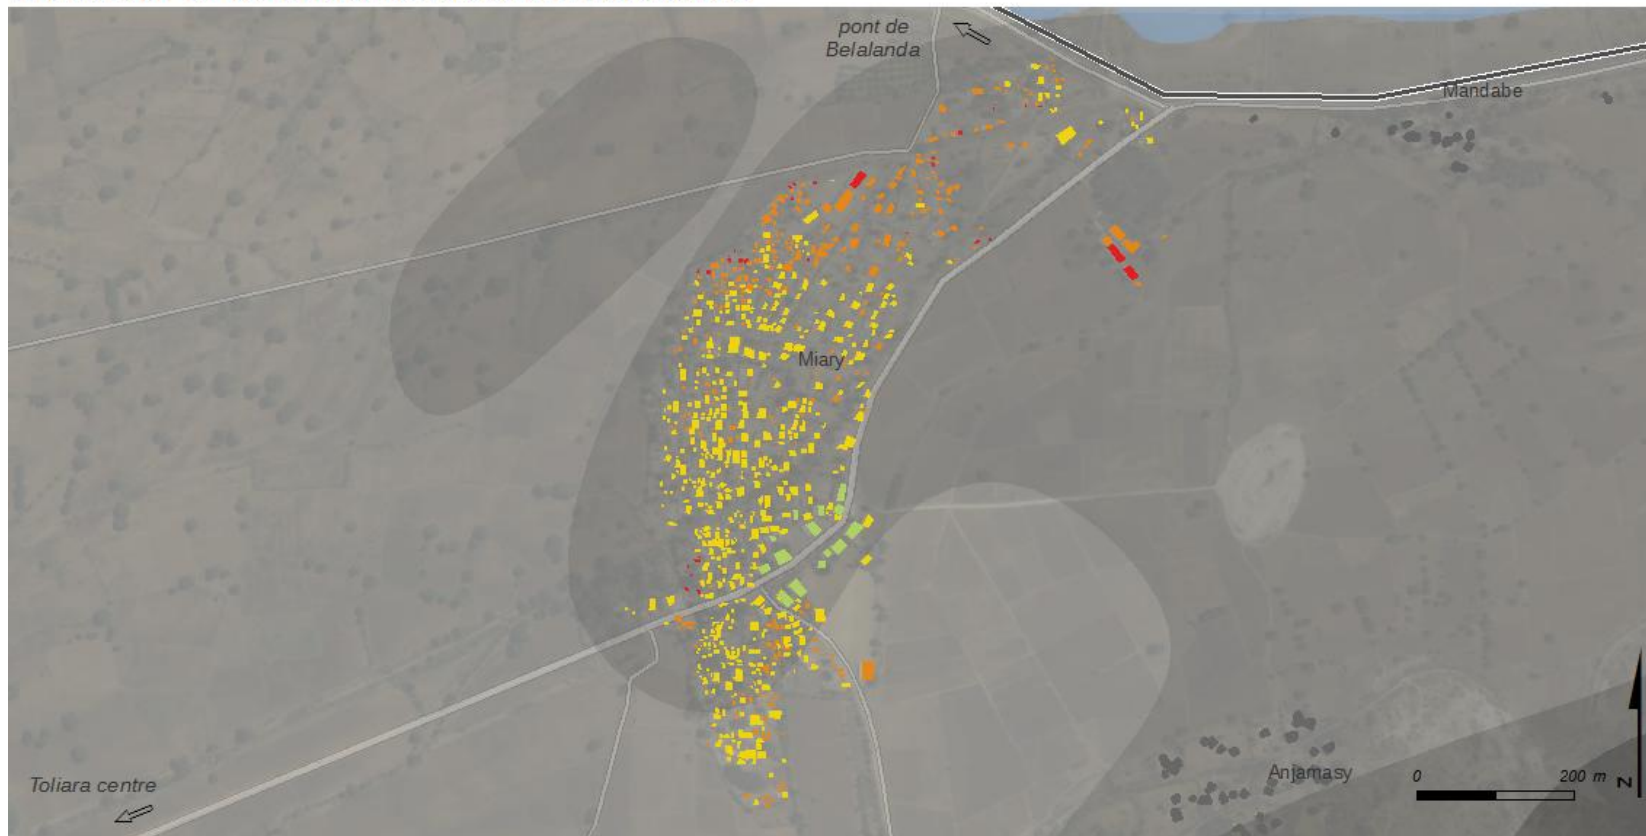 pont de
Belalanda
Mandabe
Miary
Toliara centre
Anjamasy
0 200 m
N